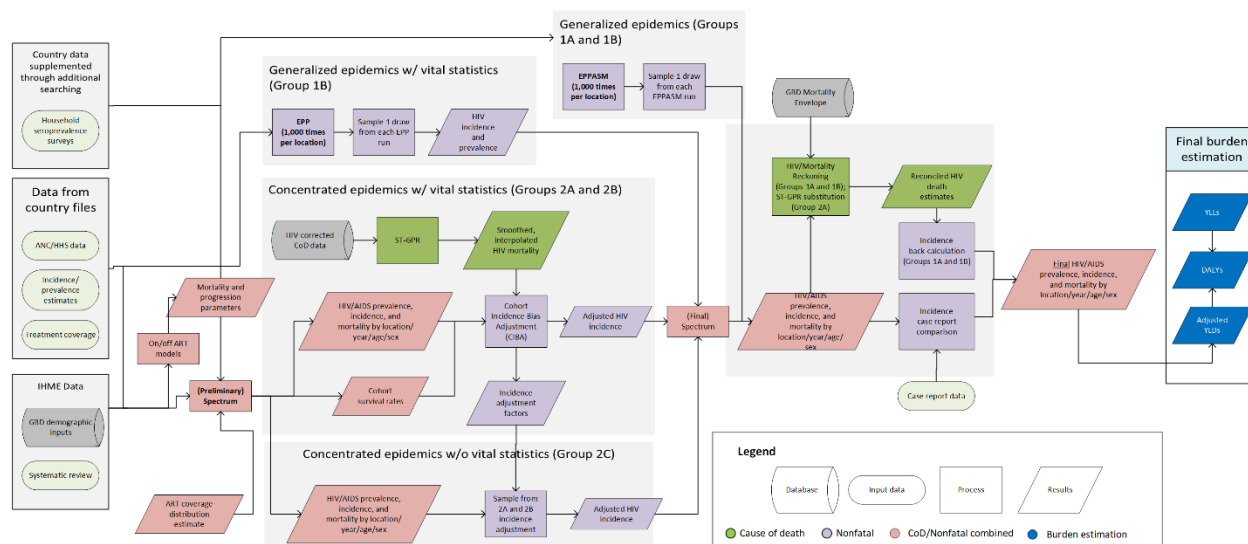 Country data
supplemented
through additional
searching
Household
seroprevalence
surveys
Data from
country files
ANC/HHS data
Incidence/
prevalence
estimates
Treatment coverage
IHME Data
GBD demographic
inputs
Systematic review
Mortality and
progression
parameters
On/off ART
models
(Preliminary)
Spectrum
ART coverage
distribution
estimate
Generalized epidemics w/ vital statistics
(Group 1B)
EPP
(1,000 times
per location)
Sample 1 draw
from each EPP
run
HIV
incidence
and
prevalence
Generalized epidemics (Groups
1A and 1B)
EPPASM
(1,000 times
per location)
Sample 1 draw
from each
EPPASM run
Concentrated epidemics w/ vital statistics (Groups 2A and 2B)
HIV corrected
CoD data
ST-GPR
Smoothed,
interpolated
HIV mortality
HIV/AIDS prevalence,
incidence, and
mortality by location/
year/age/sex
Cohort
survival rates
Cohort
Incidence Bias
Adjustment
(CIBA)
Adjusted HIV
incidence
Incidence
adjustment
factors
Concentrated epidemics w/o vital statistics (Group 2C)
HIV/AIDS prevalence,
incidence, and
mortality by location/
year/age/sex
Sample from
2A and 2B
incidence
adjustment
Adjusted HIV
incidence
(Final)
Spectrum
GBD Mortality
Envelope
HIV/Mortality
Reckoning
(Groups 1A and 1B);
ST-GPR substitution
(Group 2A)
Reconciled HIV
death
estimates
Incidence
back calculation
(Groups 1A and 1B)
HIV/AIDS
prevalence,
incidence, and
mortality by
location/year/age/
sex
Incidence
case report
comparison
Case report data
Final HIV/AIDS
prevalence, incidence,
and mortality by
location/year/age/sex
Final burden
estimation
YLLs
DALYs
Adjusted
YLDs
Legend
Database
Input data
Process
Results
Cause of death
Nonfatal
CoD/Nonfatal combined
Burden estimation